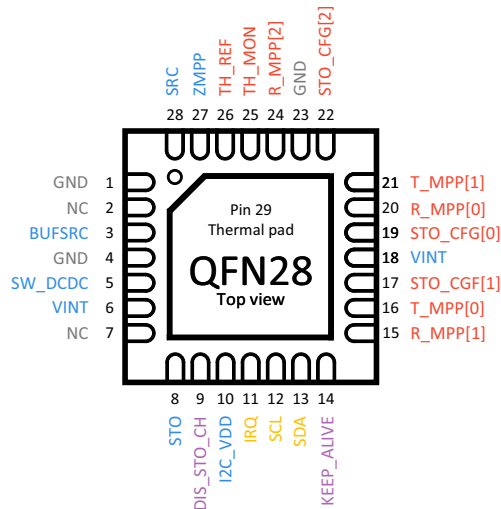 SRC
ZMPP
TH_REF
TH_MON
R_MPP[2]
GND
STO_CFG[2]
28 27 26 25 24 23 22
GND 1
NC 2
BUFSRC 3
GND 4
SW_DCDC 5
VINT 6
NC 7
Pin 29
Thermal pad
QFN28
Top view
21 T_MPP[1]
20 R_MPP[0]
19 STO_CFG[0]
18 VINT
17 STO_CGF[1]
16 T_MPP[0]
15 R_MPP[1]
8 9 10 11 12 13 14
STO
DIS_STO_CH
I2C_VDD
IRQ
SCL
SDA
KEEP_ALIVE